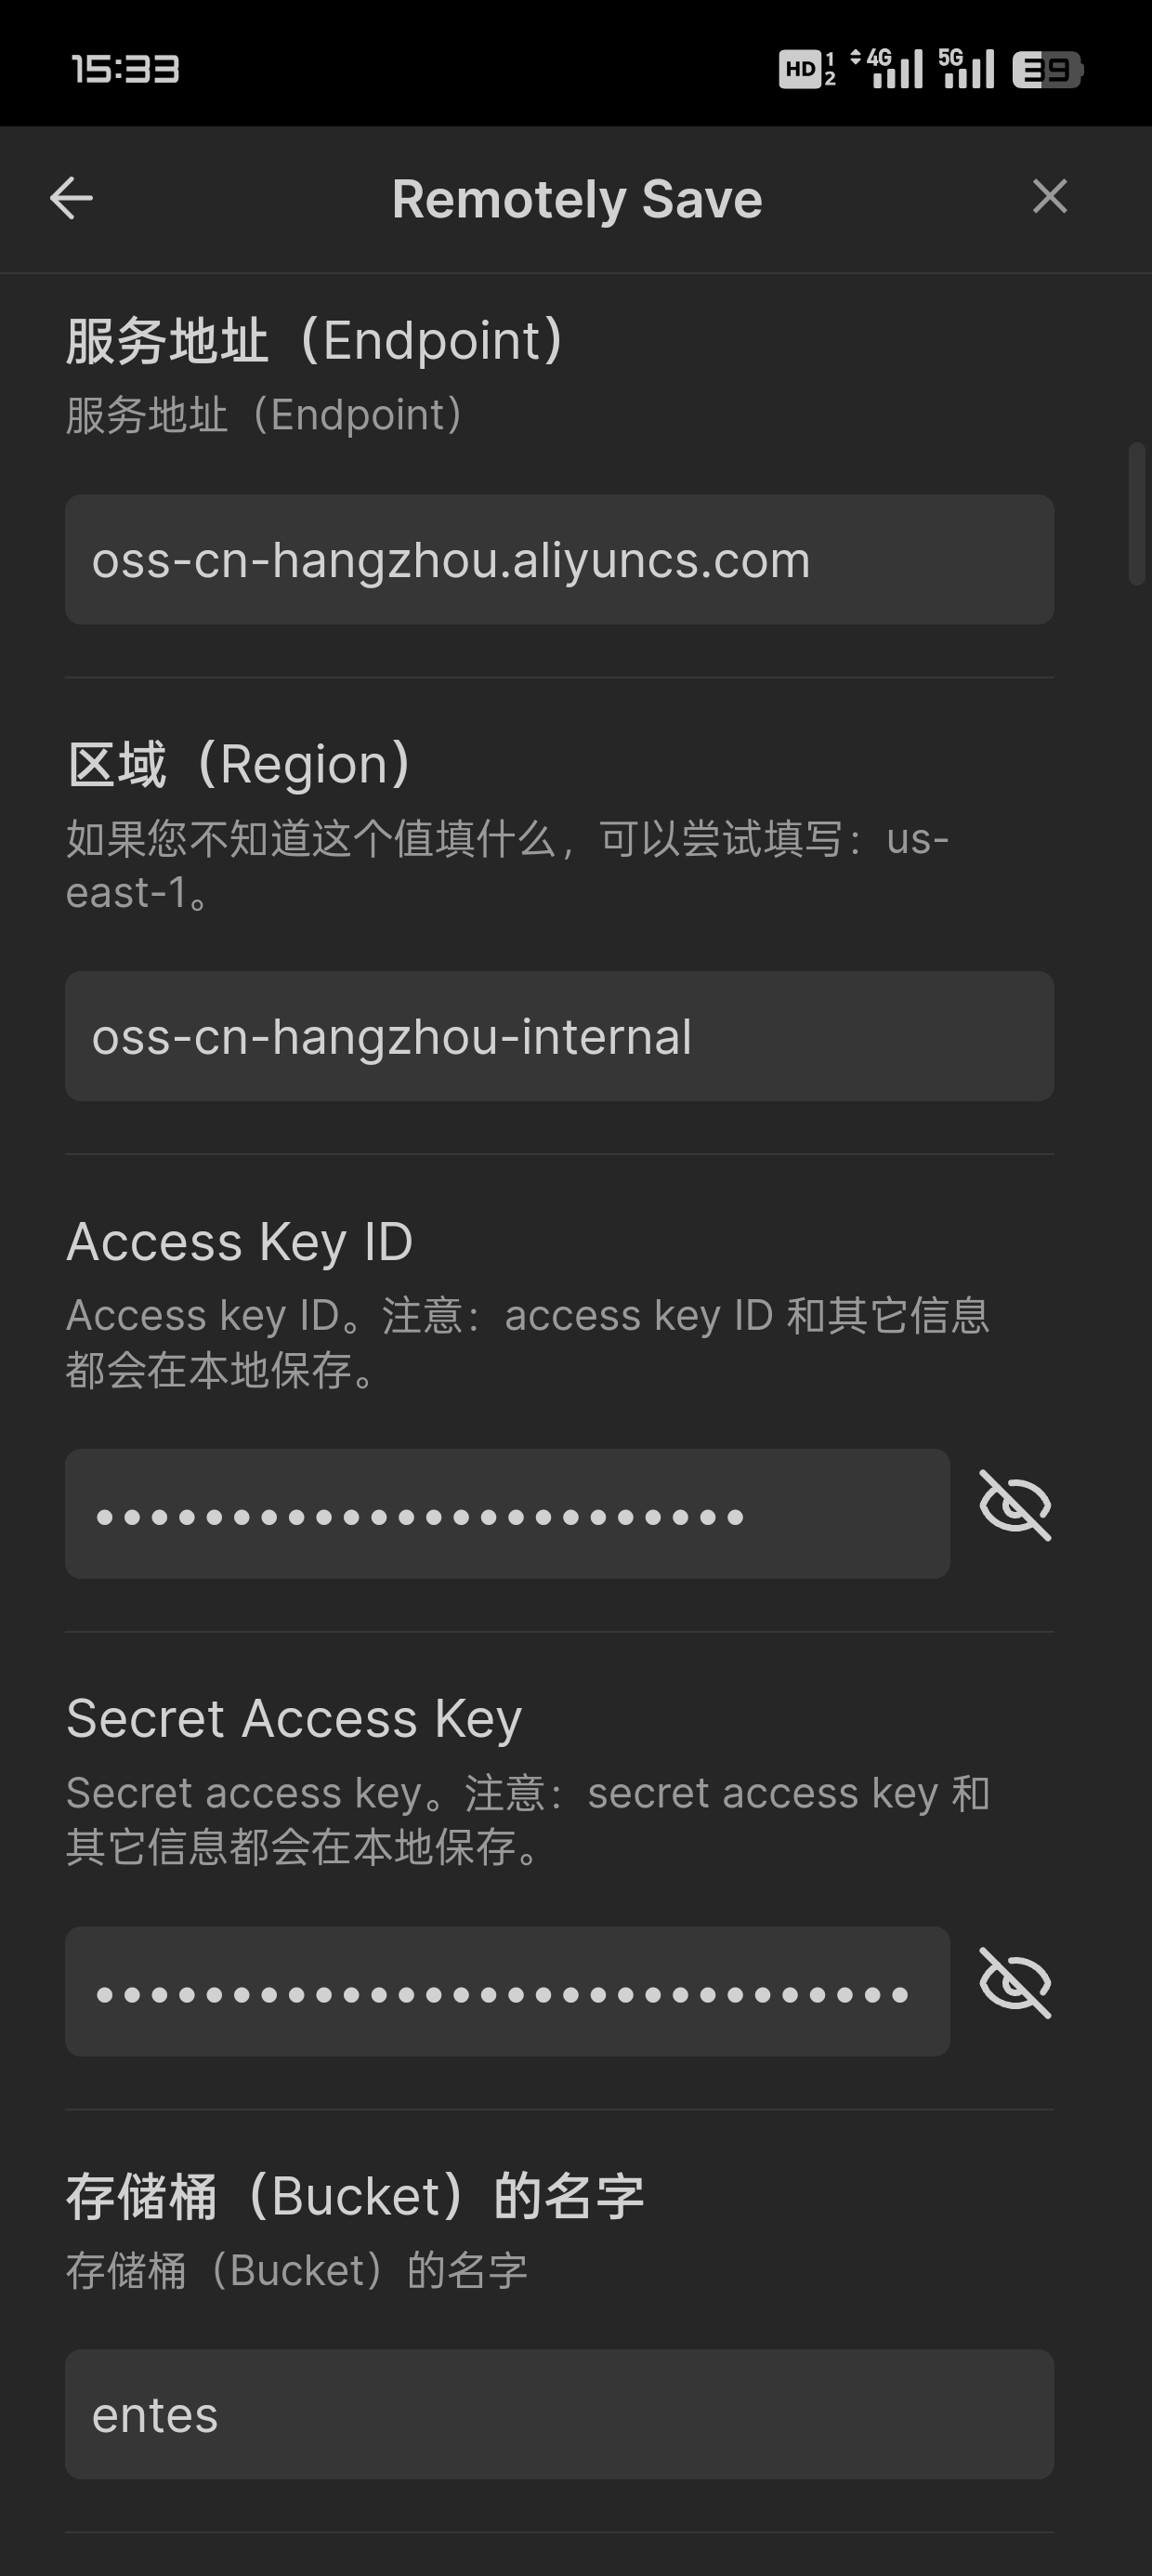 15:33
HD 1 2 4G 5G 39
Remotely Save
服务地址（Endpoint）
服务地址（Endpoint）
oss-cn-hangzhou.aliyuncs.com
区域（Region）
如果您不知道这个值填什么，可以尝试填写：us-
east-1。
oss-cn-hangzhou-internal
Access Key ID
Access key ID。注意：access key ID 和其它信息
都会在本地保存。
••••••••••••••••••••••••
Secret Access Key
Secret access key。注意：secret access key 和
其它信息都会在本地保存。
••••••••••••••••••••••••••••••
存储桶（Bucket）的名字
存储桶（Bucket）的名字
entes